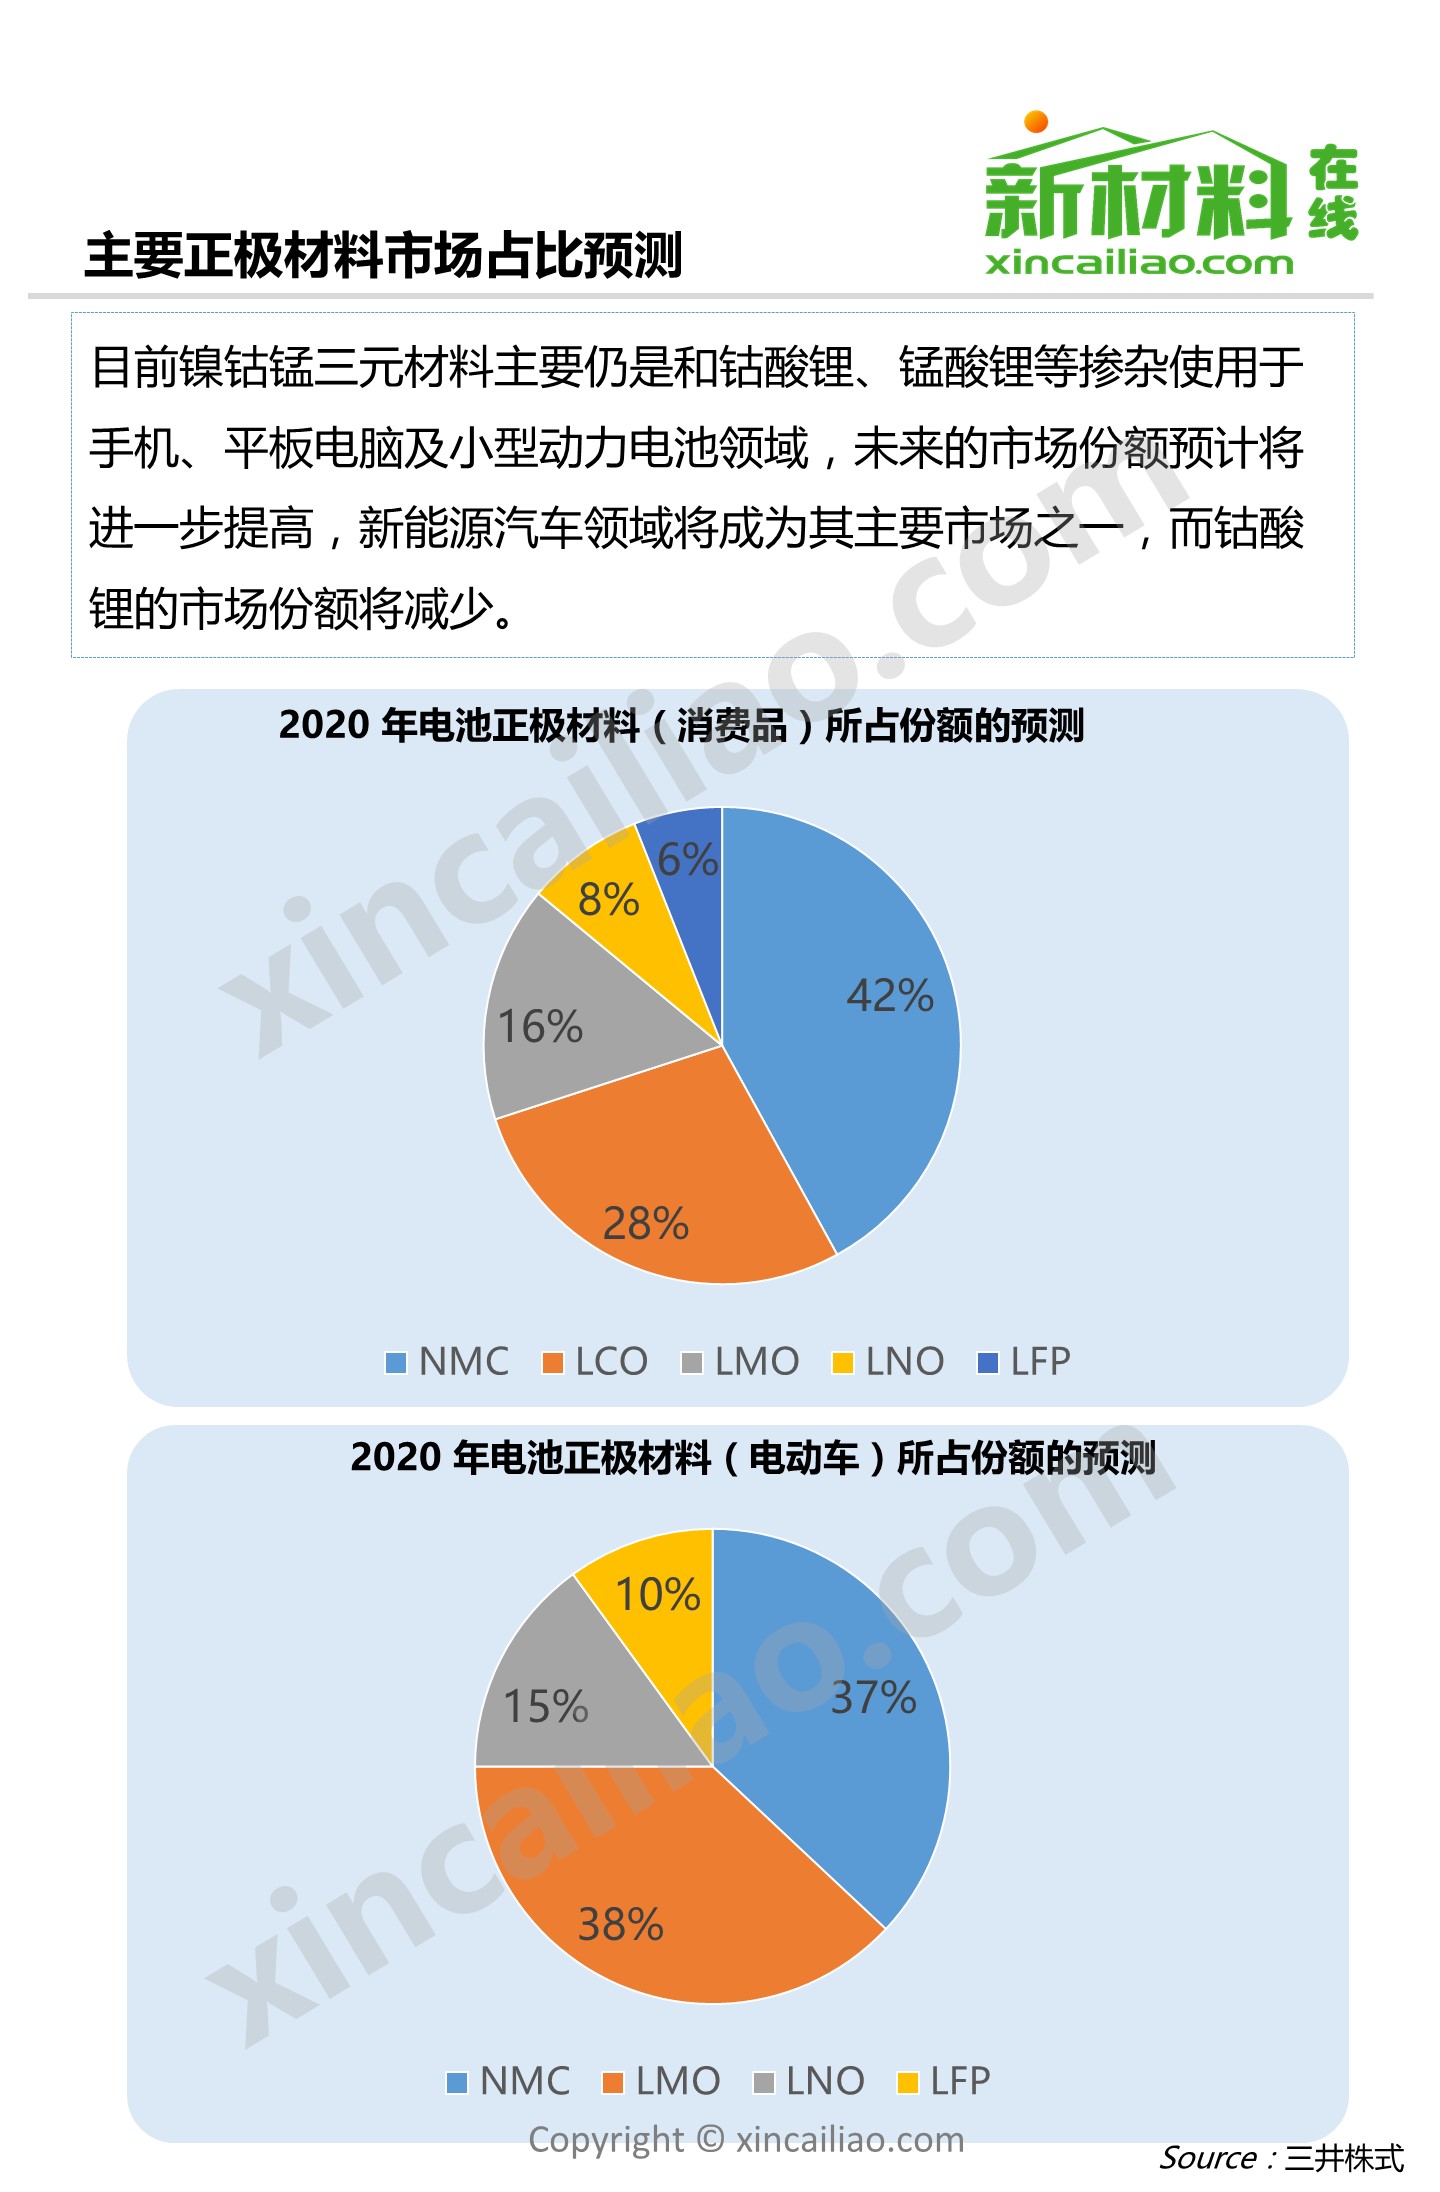 新材料在线
xincailiao.com
主要正极材料市场占比预测
目前镍钴锰三元材料主要仍是和钴酸锂、锰酸锂等掺杂使用于
手机、平板电脑及小型动力电池领域，未来的市场份额预计将
进一步提高，新能源汽车领域将成为其主要市场之一，而钴酸
锂的市场份额将减少。
xincailiao.com
2020 年电池正极材料（消费品）所占份额的预测
6%
8%
42%
16%
28%
NMC LCO LMO LNO LFP
2020 年电池正极材料（电动车）所占份额的预测
xincailiao.com
10%
37%
15%
38%
NMC LMO LNO LFP
Copyright © xincailiao.com
Source：三井株式